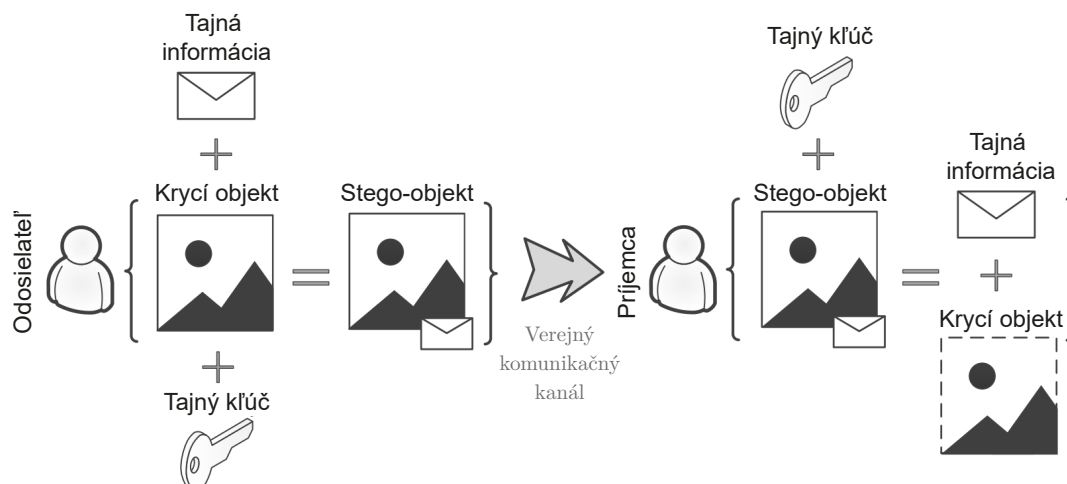 Tajná
informácia
Krycí objekt
Stego-objekt
Odosielateľ
Tajný kľúč
Verejný
komunikačný
kanál
Tajný kľúč
Stego-objekt
Príjemca
Tajná
informácia
Krycí objekt